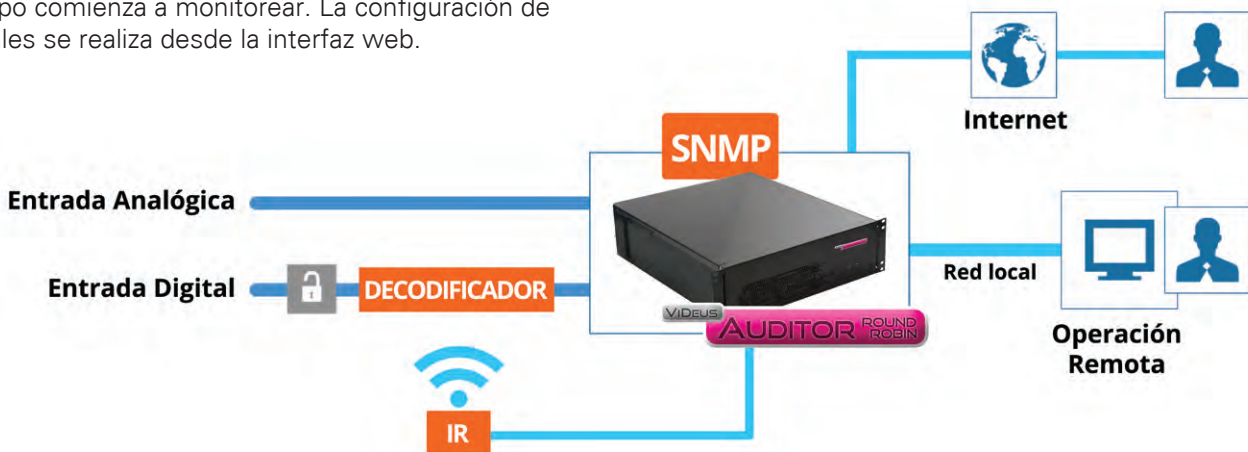 po comienza a monitorear. La configuración de
les se realiza desde la interfaz web.
Internet
SNMP
Entrada Analógica
Red local
Entrada Digital
DECODIFICADOR
VIDEUS
AUDITOR ROUND ROBIN
Operación
Remota
IR